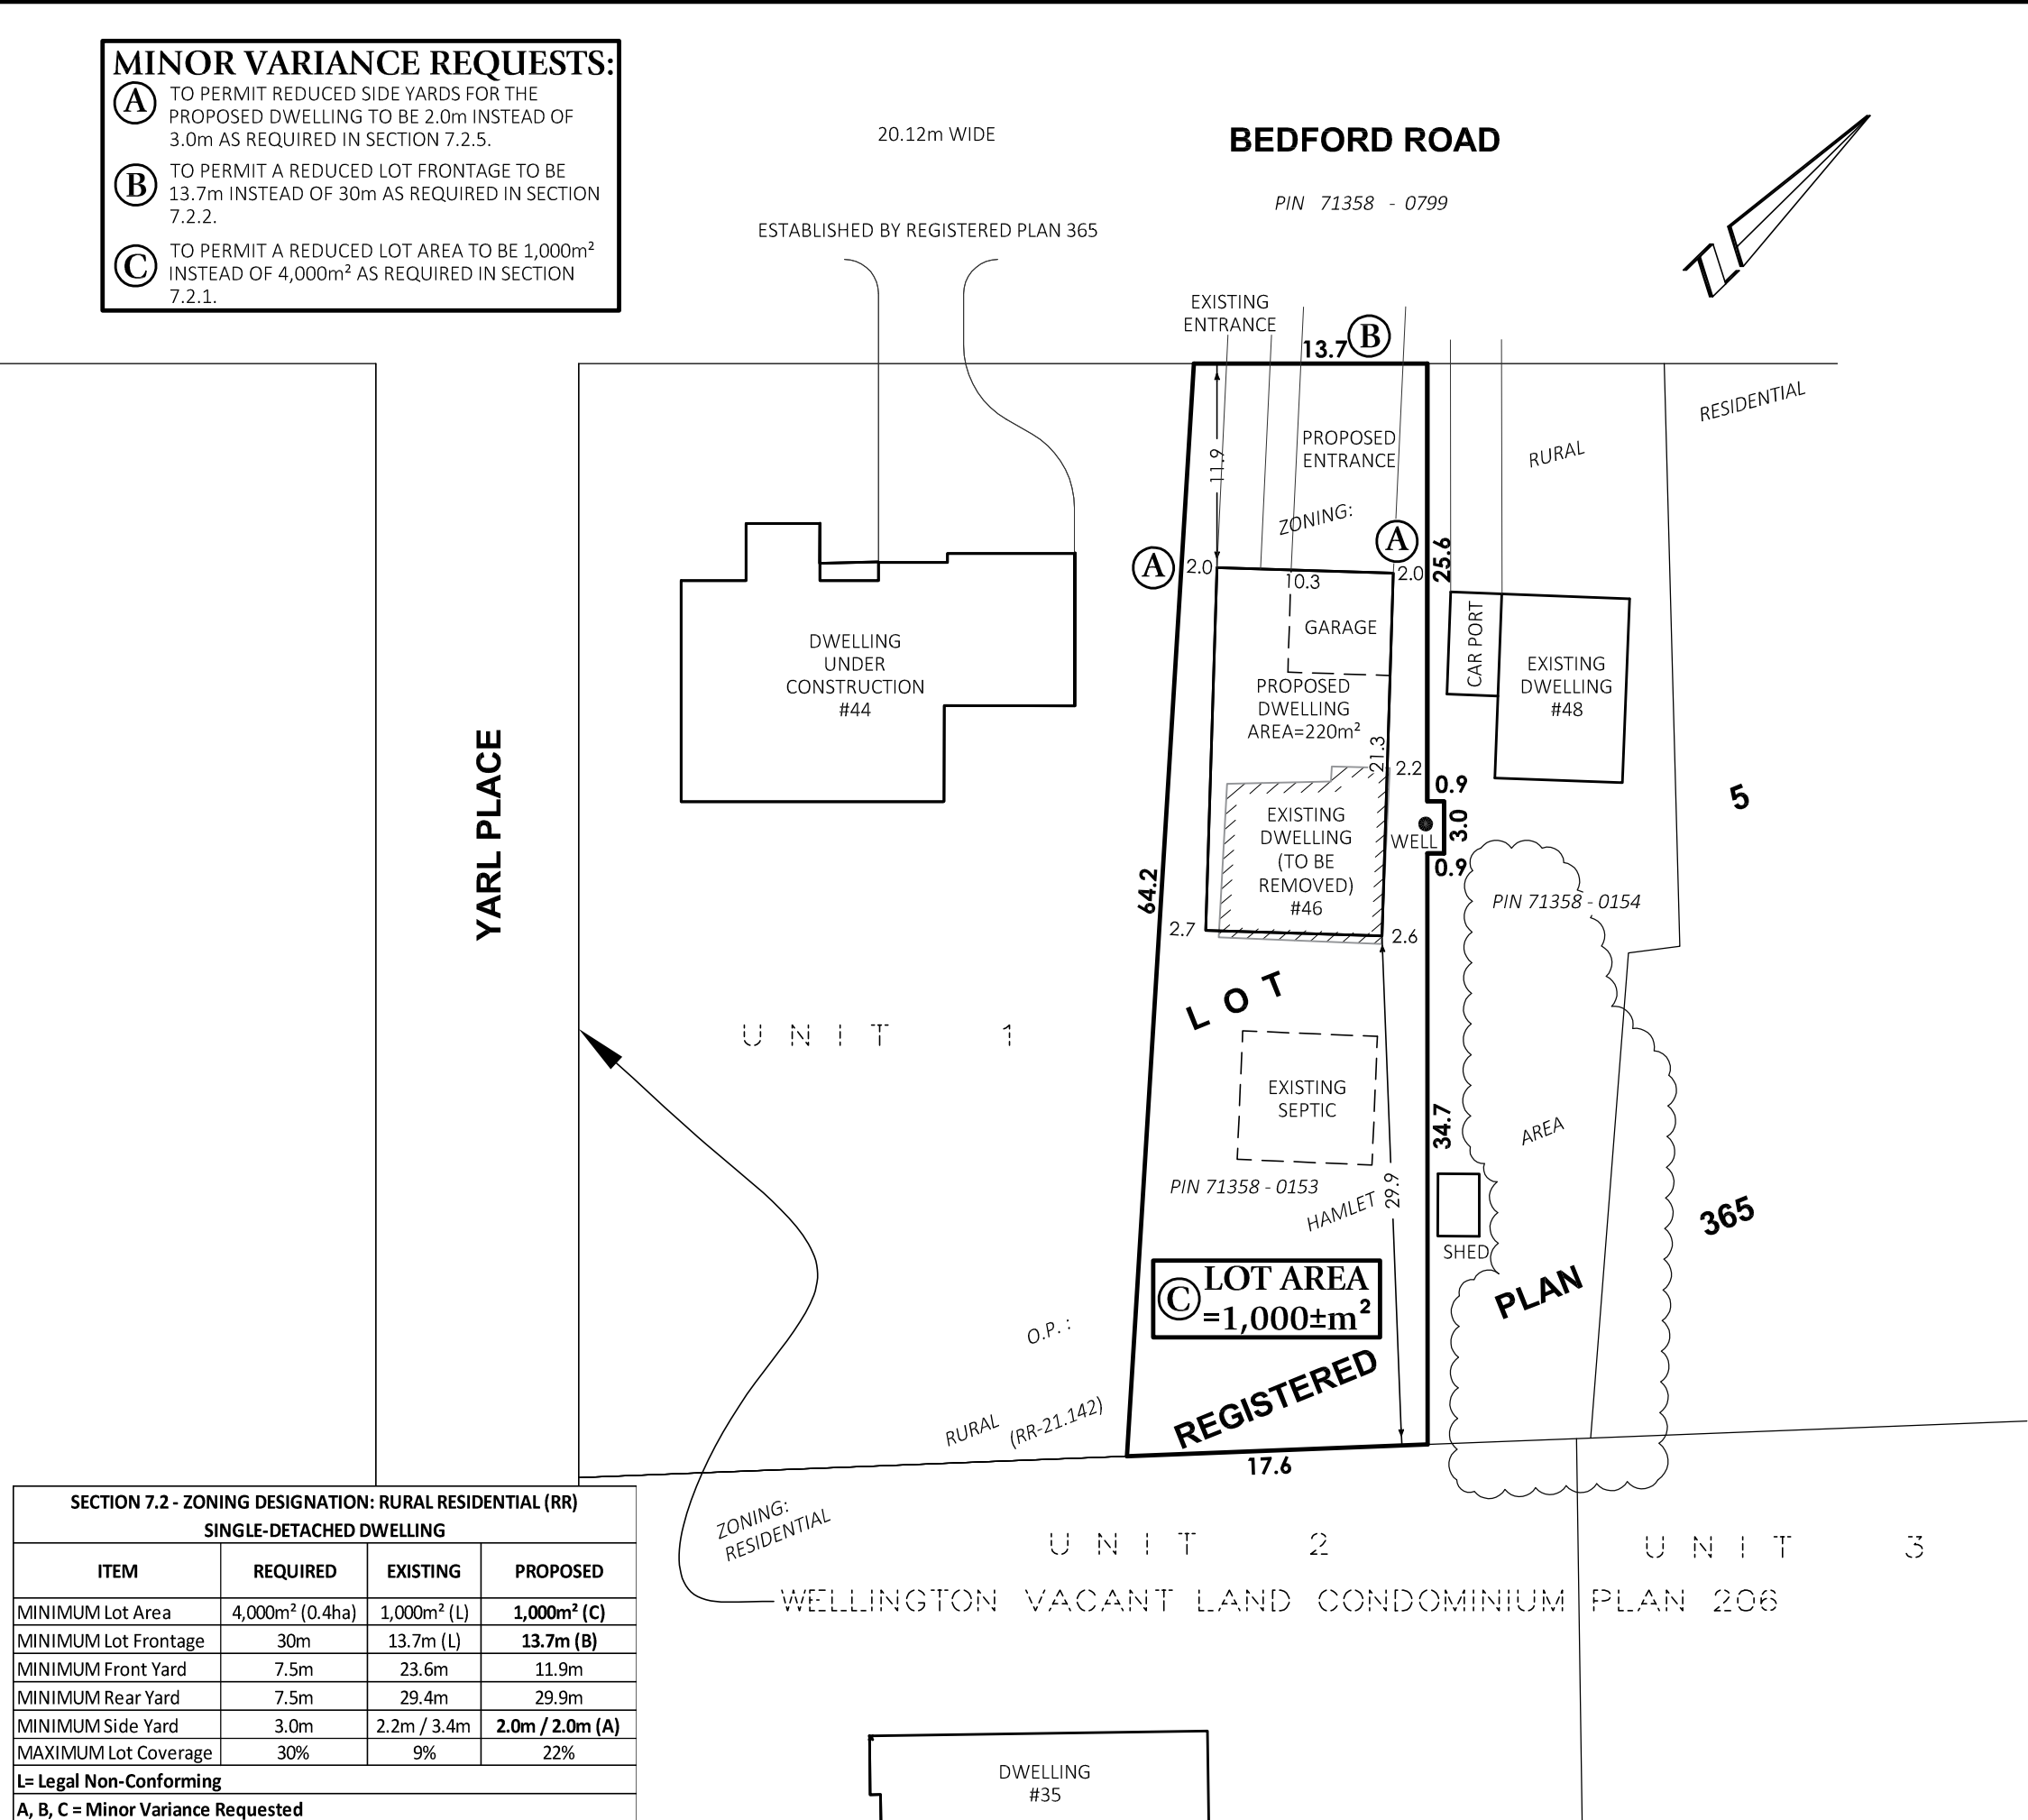 MINOR VARIANCE REQUESTS:
A TO PERMIT REDUCED SIDE YARDS FOR THE
PROPOSED DWELLING TO BE 2.0m INSTEAD OF
3.0m AS REQUIRED IN SECTION 7.2.5.
B TO PERMIT A REDUCED LOT FRONTAGE TO BE
13.7m INSTEAD OF 30m AS REQUIRED IN SECTION
7.2.2.
C TO PERMIT A REDUCED LOT AREA TO BE 1,000m²
INSTEAD OF 4,000m² AS REQUIRED IN SECTION
7.2.1.
20.12m WIDE
BEDFORD ROAD
PIN 71358 - 0799
ESTABLISHED BY REGISTERED PLAN 365
EXISTING
ENTRANCE
13.7 B
RESIDENTIAL
RURAL
PROPOSED
ENTRANCE
11.9
ZONING:
A
25.6
A 2.0
10.3
2.0
GARAGE
CAR PORT
EXISTING
DWELLING
#48
DWELLING
UNDER
CONSTRUCTION
#44
PROPOSED
DWELLING
AREA=220m²
21.3
2.2
0.9
3.0
WELL
0.9
5
YARL PLACE
EXISTING
DWELLING
(TO BE
REMOVED)
#46
64.2
PIN 71358 - 0154
2.7
2.6
LOT
UNIT 1
EXISTING
SEPTIC
34.7
AREA
PIN 71358 - 0153
HAMLET
29.9
365
SHED
PLAN
C LOT AREA
=1,000±m²
O.P. :
REGISTERED
RURAL (RR-21.142)
17.6
ZONING:
RESIDENTIAL
UNIT 2
UNIT 3
WELLINGTON VACANT LAND CONDOMINIUM PLAN 206
SECTION 7.2 - ZONING DESIGNATION: RURAL RESIDENTIAL (RR)
SINGLE-DETACHED DWELLING
ITEM REQUIRED EXISTING PROPOSED
MINIMUM Lot Area 4,000m² (0.4ha) 1,000m² (L) 1,000m² (C)
MINIMUM Lot Frontage 30m 13.7m (L) 13.7m (B)
MINIMUM Front Yard 7.5m 23.6m 11.9m
MINIMUM Rear Yard 7.5m 29.4m 29.9m
MINIMUM Side Yard 3.0m 2.2m / 3.4m 2.0m / 2.0m (A)
MAXIMUM Lot Coverage 30% 9% 22%
L= Legal Non-Conforming
A, B, C = Minor Variance Requested
DWELLING
#35